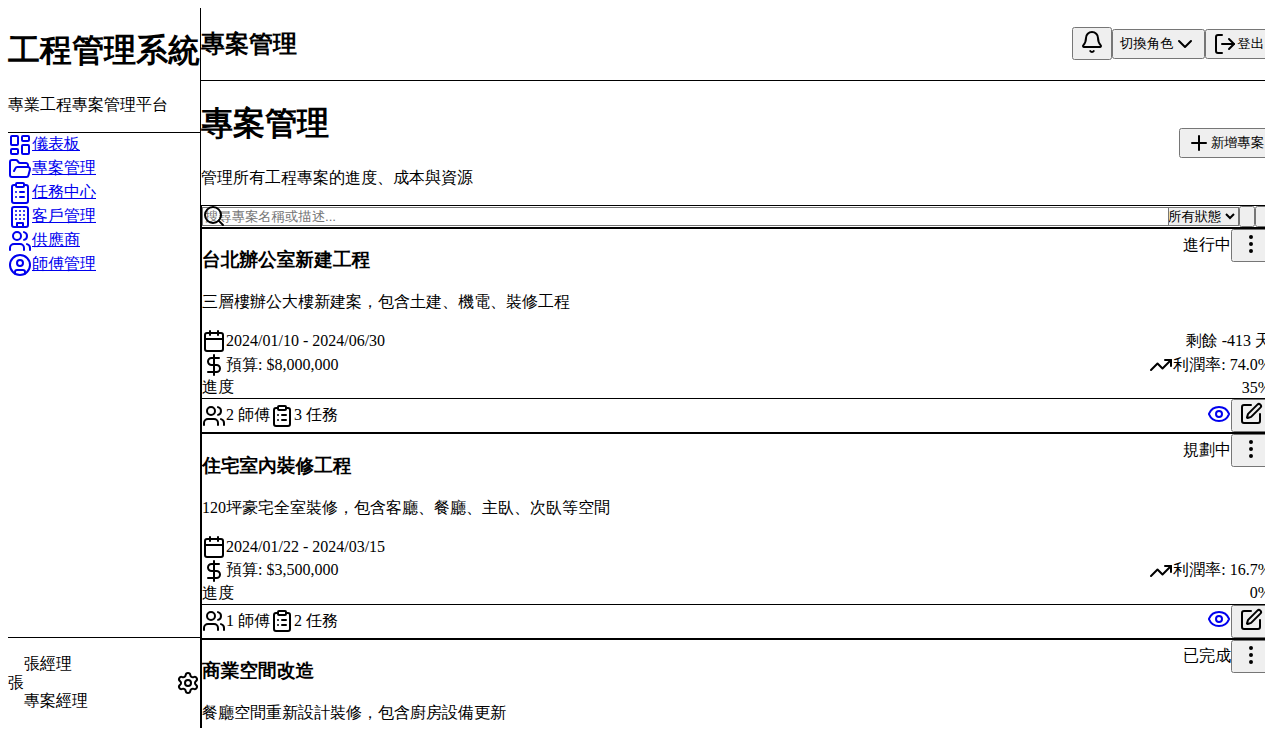 工程管理系統
專業工程專案管理平台
儀表板
專案管理
任務中心
客戶管理
供應商
師傅管理
張
張經理
專案經理
專案管理
切換角色
登出
專案管理
新增專案
管理所有工程專案的進度、成本與資源
搜尋專案名稱或描述...
所有狀態
台北辦公室新建工程
進行中
三層樓辦公大樓新建案，包含土建、機電、裝修工程
2024/01/10 - 2024/06/30
剩餘 -413 天
預算: $8,000,000
利潤率: 74.0%
進度
35%
2 師傅
3 任務
住宅室內裝修工程
規劃中
120坪豪宅全室裝修，包含客廳、餐廳、主臥、次臥等空間
2024/01/22 - 2024/03/15
預算: $3,500,000
利潤率: 16.7%
進度
0%
1 師傅
2 任務
商業空間改造
已完成
餐廳空間重新設計裝修，包含廚房設備更新